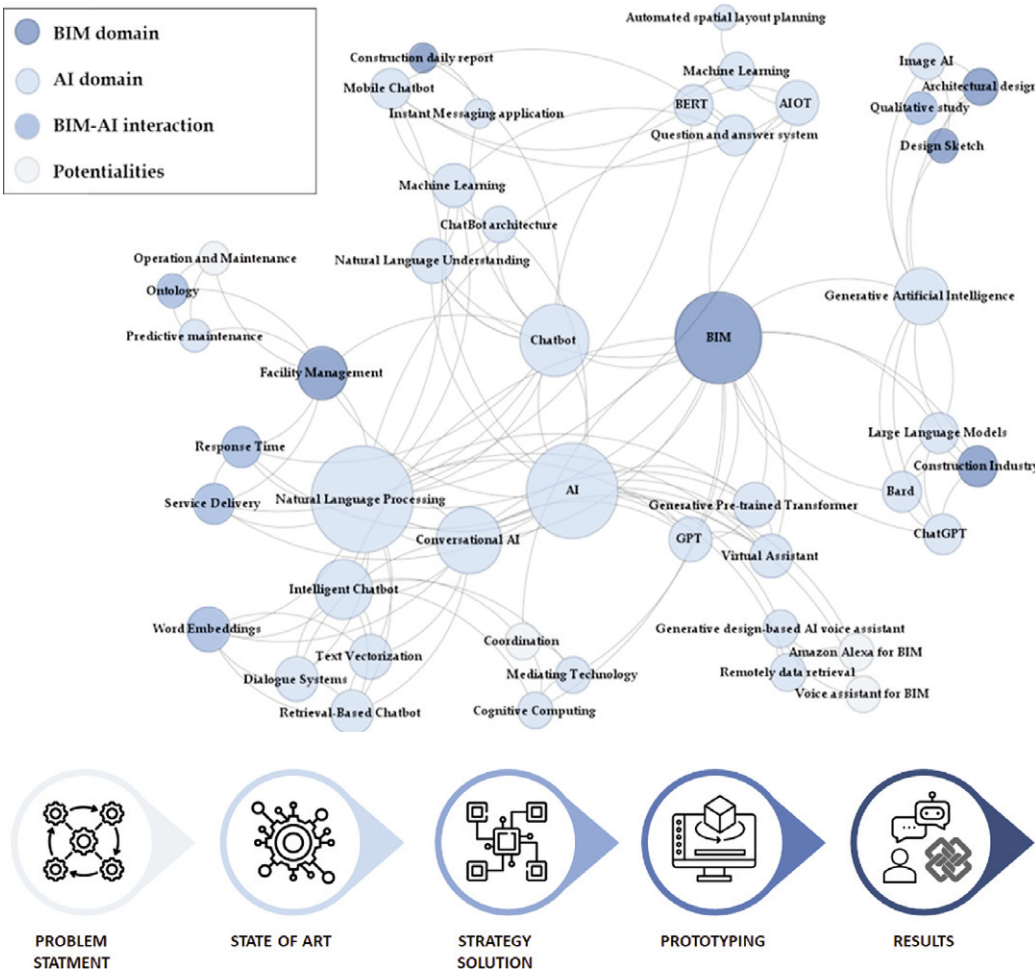 BIM domain
AI domain
BIM-AI interaction
Potentialities
Automated spatial layout planning
Construction daily report
Mobile Chatbot
Instant Messaging application
Machine Learning
BERT
AIOT
Question and answer system
Image AI
Architectural design
Qualitative study
Design Sketch
Machine Learning
ChatBot architecture
Natural Language Understanding
Operation and Maintenance
Ontology
Predictive maintenance
Facility Management
Chatbot
BIM
Generative Artificial Intelligence
Response Time
Service Delivery
Natural Language Processing
AI
Conversational AI
Generative Pre-trained Transformer
GPT
Virtual Assistant
Large Language Models
Construction Industry
Bard
ChatGPT
Intelligent Chatbot
Word Embeddings
Text Vectorization
Dialogue Systems
Retrieval-Based Chatbot
Coordination
Mediating Technology
Cognitive Computing
Generative design-based AI voice assistant
Amazon Alexa for BIM
Remotely data retrieval
Voice assistant for BIM
PROBLEM
STATMENT
STATE OF ART
STRATEGY
SOLUTION
PROTOTYPING
RESULTS